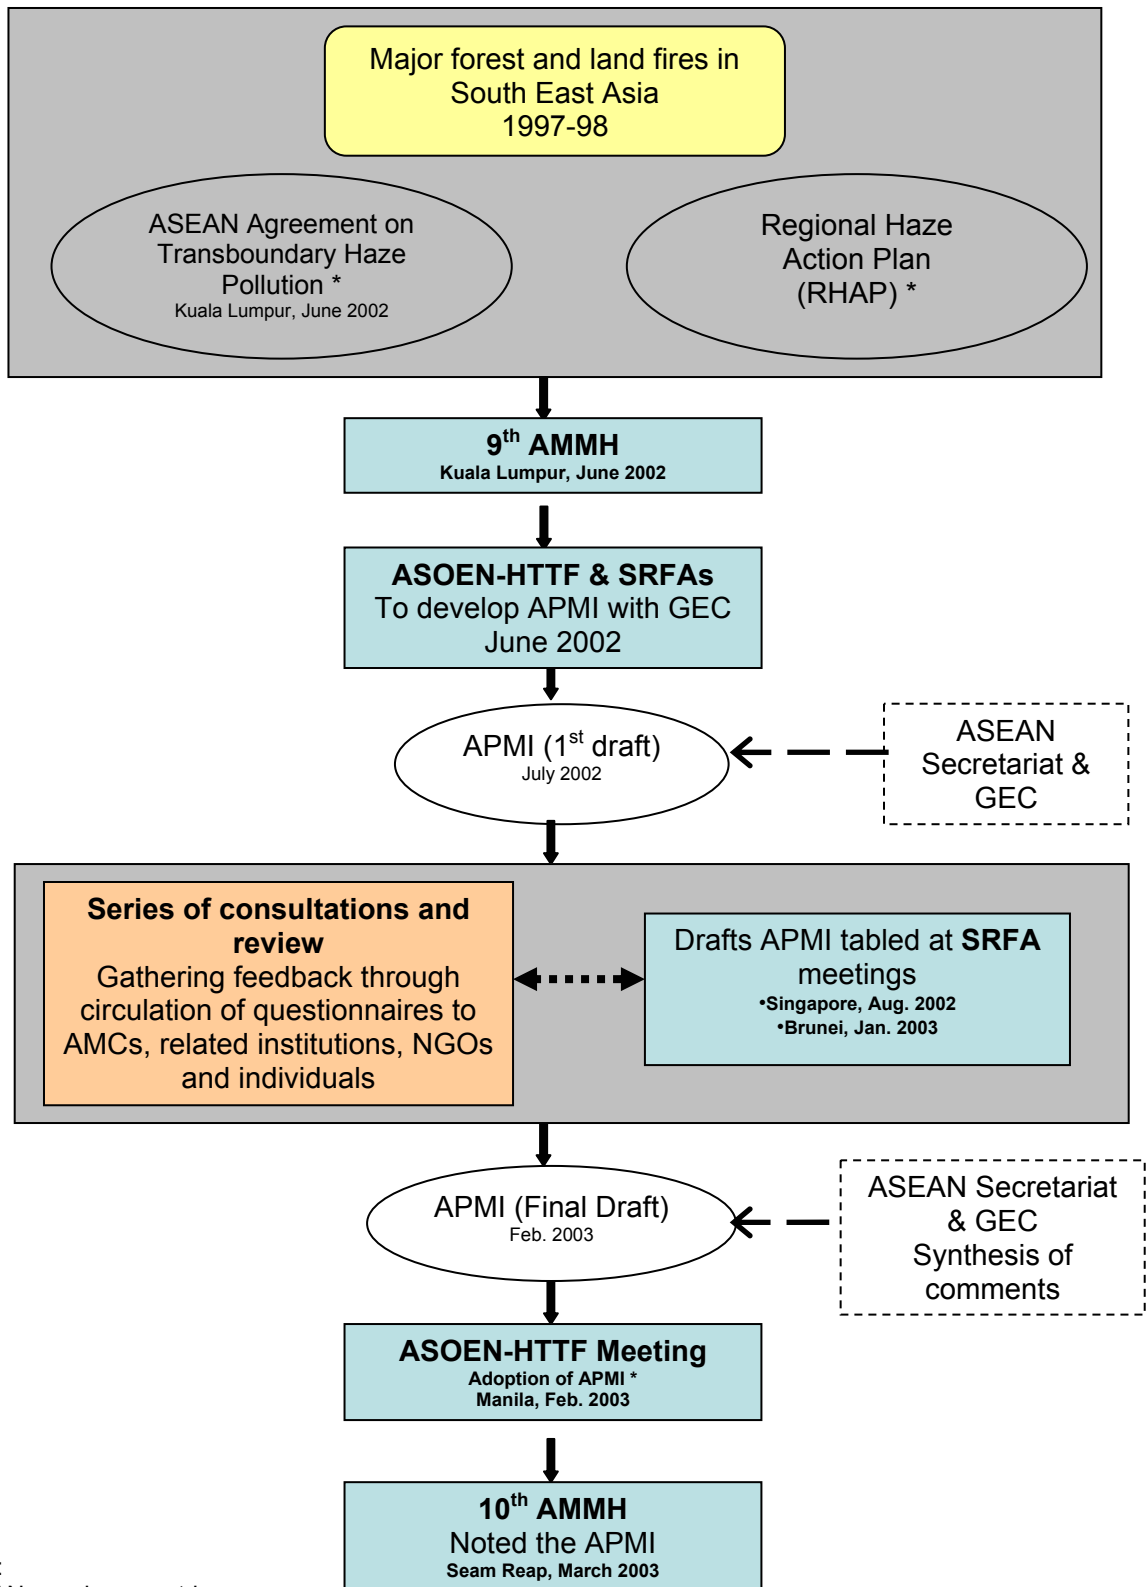 Major forest and land fires in
South East Asia
1997-98
ASEAN Agreement on
Transboundary Haze
Pollution *
Kuala Lumpur, June 2002
Regional Haze
Action Plan
(RHAP) *
9th AMMH
Kuala Lumpur, June 2002
ASOEN-HTTF & SRFAs
To develop APMI with GEC
June 2002
APMI (1st draft)
July 2002
ASEAN
Secretariat &
GEC
Series of consultations and
review
Gathering feedback through
circulation of questionnaires to
AMCs, related institutions, NGOs
and individuals
Drafts APMI tabled at SRFA
meetings
•Singapore, Aug. 2002
•Brunei, Jan. 2003
APMI (Final Draft)
Feb. 2003
ASEAN Secretariat
& GEC
Synthesis of
comments
ASOEN-HTTF Meeting
Adoption of APMI *
Manila, Feb. 2003
10th AMMH
Noted the APMI
Seam Reap, March 2003